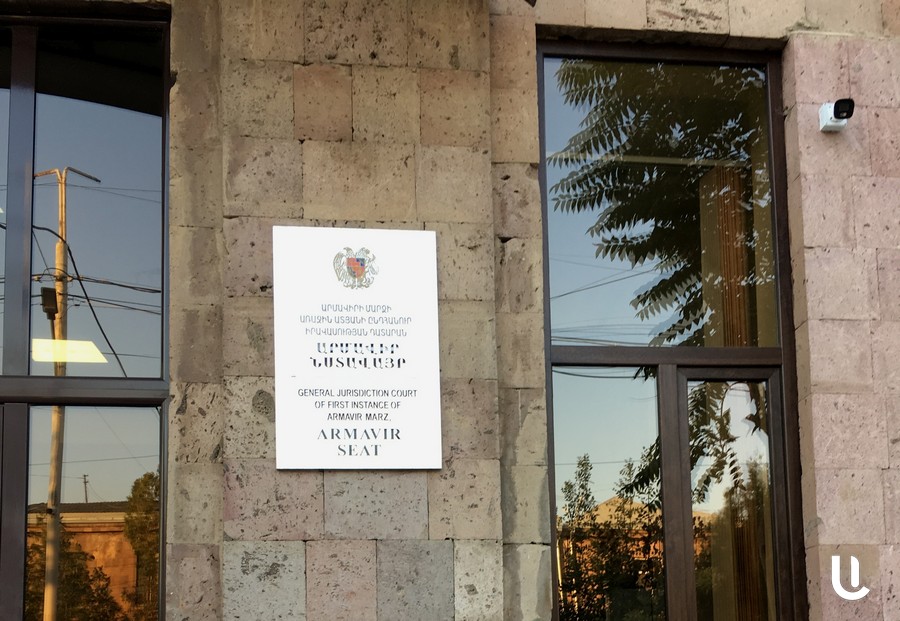 ԱՐՄԱՎԻՐԻ ՄԱՐԶԻ
ԱՌԱՋԻՆ ԱՏՅԱՆԻ ԸՆԴՀԱՆՈՒՐ
ԻՐԱՎԱՍՈՒԹՅԱՆ ԴԱՏԱՐԱՆ
ԱՐՄԱՎԻՐ
ՆՍՏԱՎԱՅՐ
GENERAL JURISDICTION COURT
OF FIRST INSTANCE OF
ARMAVIR MARZ,
ARMAVIR
SEAT